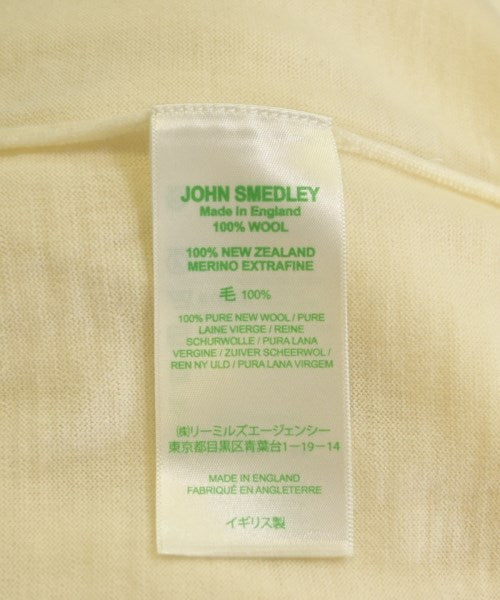 JOHN SMEDLEY
Made in England
100% WOOL
100% NEW ZEALAND
MERINO EXTRAFINE
毛 100%
100% PURE NEW WOOL / PURE
LAINE VIERGE / REINE
SCHURWOLLE / PURA LANA
VERGINE / ZUIVER SCHEERWOL /
REN NY ULD / PURA LANA VIRGEM
㈱リーミルズエージェンシー
東京都目黒区青葉台1-19-14
MADE IN ENGLAND
FABRIQUÉ EN ANGLETERRE
イギリス製